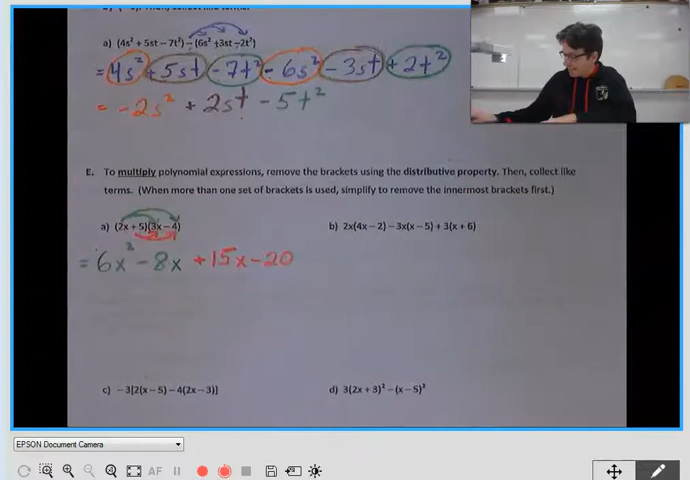 a) (4s² + 5st − 7t²) − (6s² + 3st − 2t²)
= 4s² + 5st - 7t² - 6s² - 3st + 2t²
= -2s² + 2st - 5t²
E. To multiply polynomial expressions, remove the brackets using the distributive property. Then, collect like
terms. (When more than one set of brackets is used, simplify to remove the innermost brackets first.)
a) (2x + 5)(3x − 4)
b) 2x(4x − 2) − 3x(x − 5) + 3(x + 6)
= 6x² - 8x + 15x - 20
c) −3[2(x − 5) − 4(2x − 3)]
d) 3(2x + 3)² − (x − 5)²
EPSON Document Camera
AF